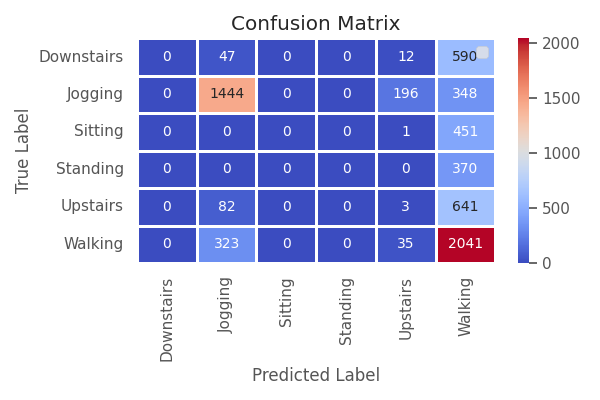 Confusion Matrix
True Label
Downstairs 0 47 0 0 12 590
Jogging 0 1444 0 0 196 348
Sitting 0 0 0 0 1 451
Standing 0 0 0 0 0 370
Upstairs 0 82 0 0 3 641
Walking 0 323 0 0 35 2041
Downstairs Jogging Sitting Standing Upstairs Walking
Predicted Label
2000
1500
1000
500
0